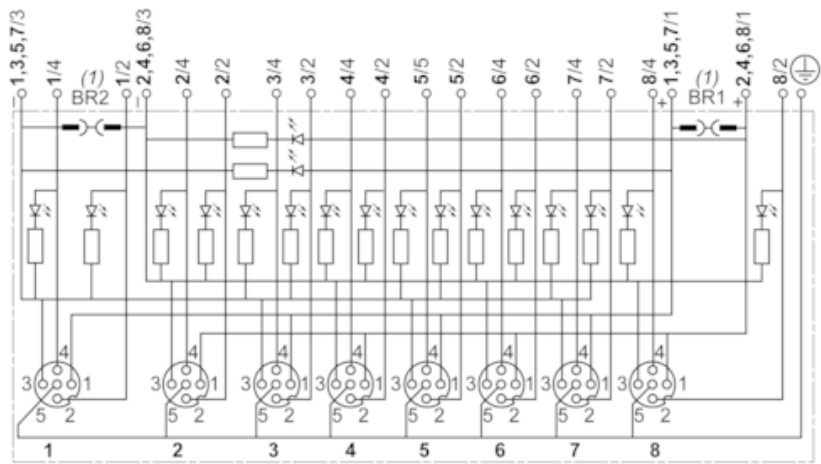 1,3,5,7/3 1/4 1/2 2,4,6,8/3 2/4 2/2 3/4 3/2 4/4 4/2 5/5 5/2 6/4 6/2 7/4 7/2 8/4 1,3,5,7/1 2,4,6,8/1 8/2
(1) (1)
− BR2 − + BR1 +
4 4 4 4 4 4 4 4
3 1 3 1 3 1 3 1 3 1 3 1 3 1 3 1
5 2 5 2 5 2 5 2 5 2 5 2 5 2 5 2
1 2 3 4 5 6 7 8